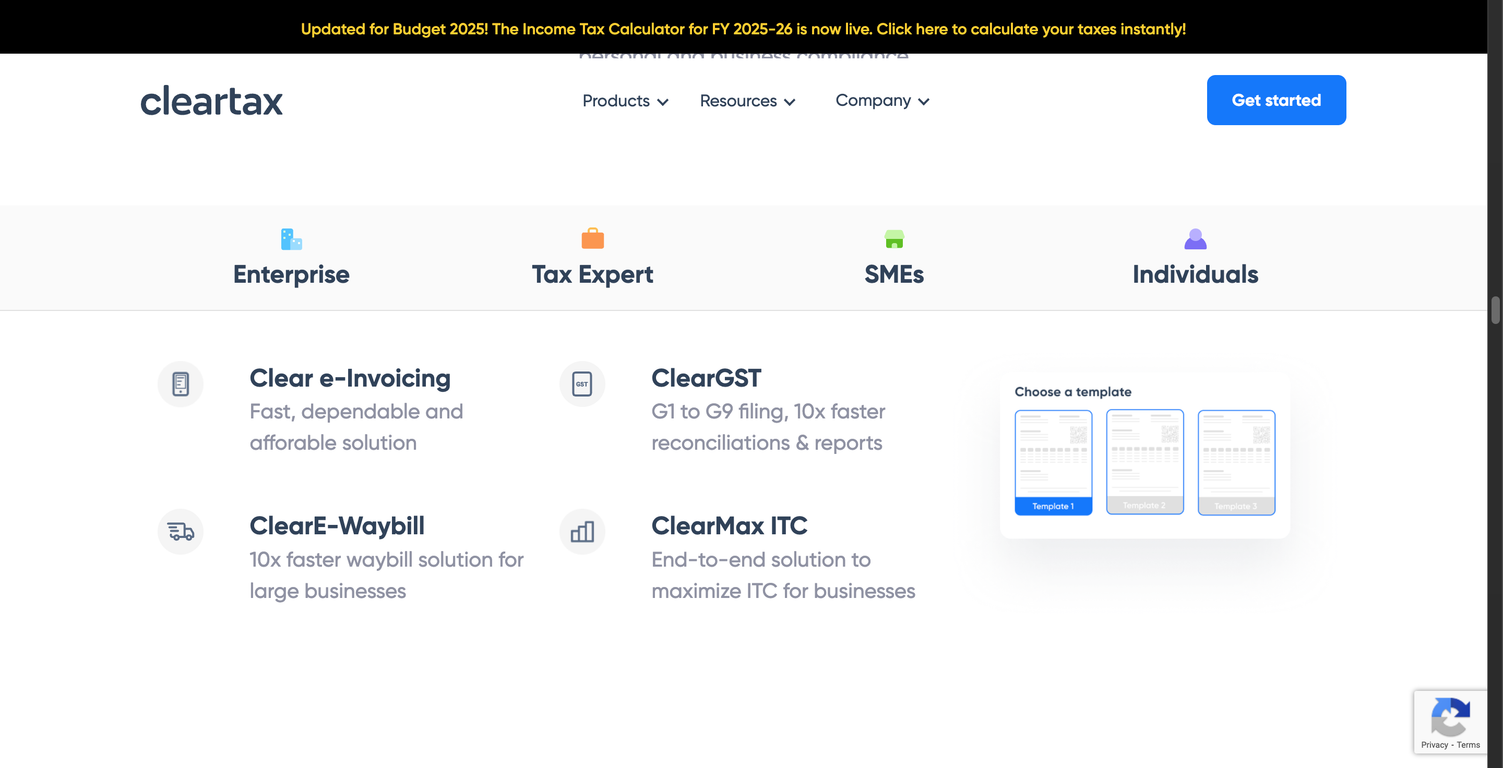 Updated for Budget 2025! The Income Tax Calculator for FY 2025-26 is now live. Click here to calculate your taxes instantly!
personal and business compliance
cleartax
Products
Resources
Company
Get started
Enterprise
Tax Expert
SMEs
Individuals
Clear e-Invoicing
Fast, dependable and
afforable solution
GST
ClearGST
G1 to G9 filing, 10x faster
reconciliations & reports
ClearE-Waybill
10x faster waybill solution for
large businesses
ClearMax ITC
End-to-end solution to
maximize ITC for businesses
Choose a template
Template 1
Template 2
Template 3
Privacy - Terms